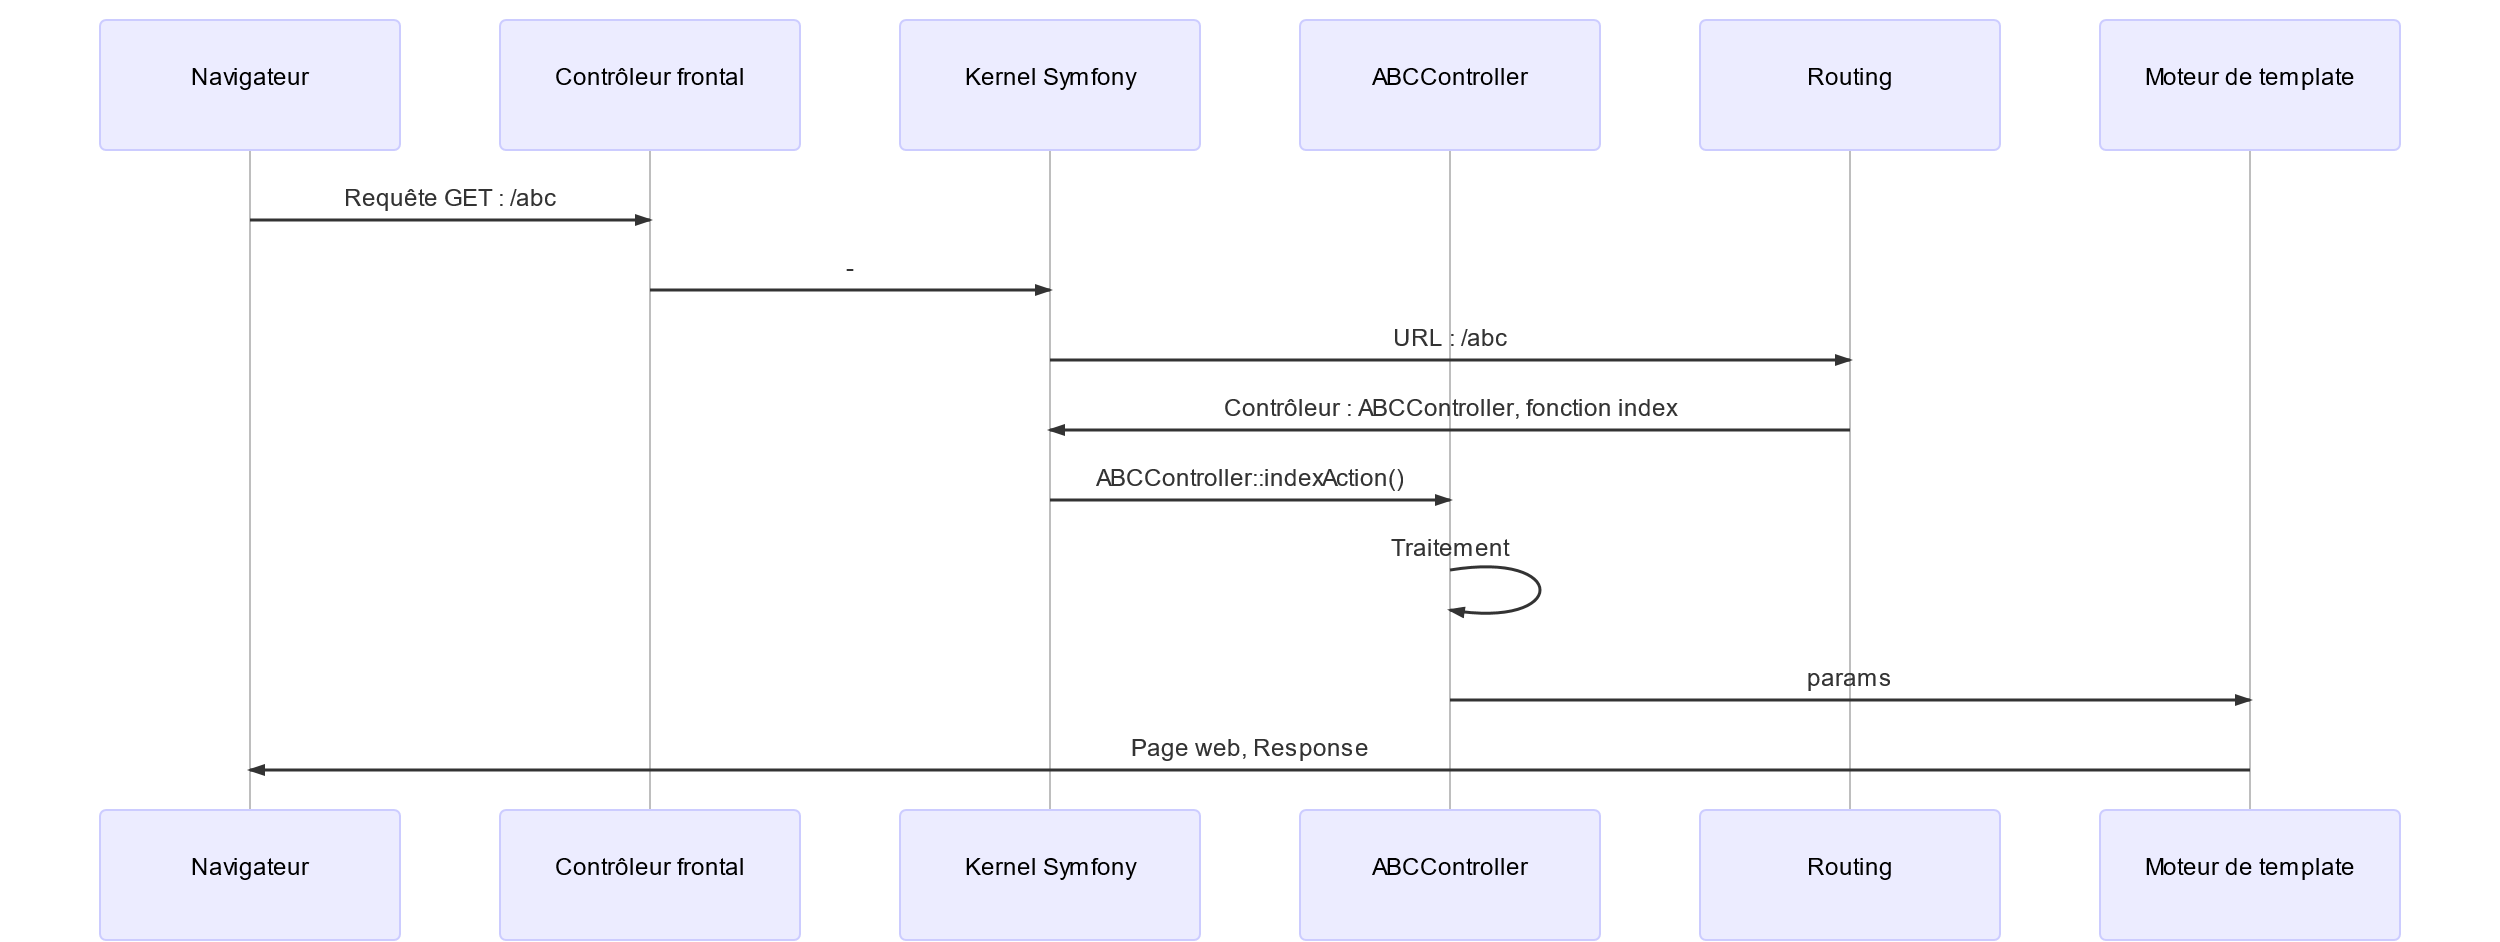 Navigateur
Contrôleur frontal
Kernel Symfony
ABCController
Routing
Moteur de template
Requête GET : /abc
-
URL : /abc
Contrôleur : ABCController, fonction index
ABCController::indexAction()
Traitement
params
Page web, Response
Navigateur
Contrôleur frontal
Kernel Symfony
ABCController
Routing
Moteur de template